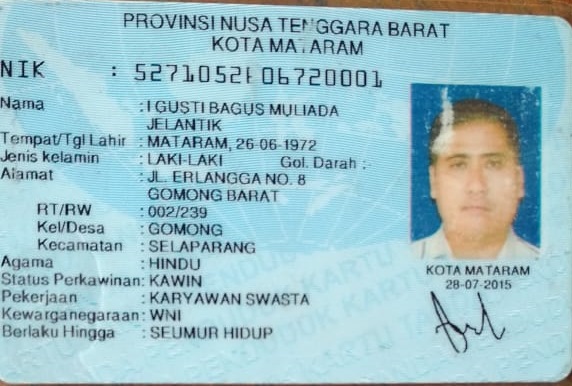 PROVINSI NUSA TENGGARA BARAT
KOTA MATARAM
NIK :
Nama : I GUSTI BAGUS MULIADA
JELANTIK
Tempat/Tgl Lahir : MATARAM, 26-06-1972
Jenis kelamin : LAKI-LAKI Gol. Darah : -
Alamat : JL. ERLANGGA NO. 8
GOMONG BARAT
RT/RW : 002/239
Kel/Desa : GOMONG
Kecamatan : SELAPARANG
Agama : HINDU
Status Perkawinan: KAWIN
Pekerjaan : KARYAWAN SWASTA
Kewarganegaraan: WNI
Berlaku Hingga : SEUMUR HIDUP
KOTA MATARAM
28-07-2015